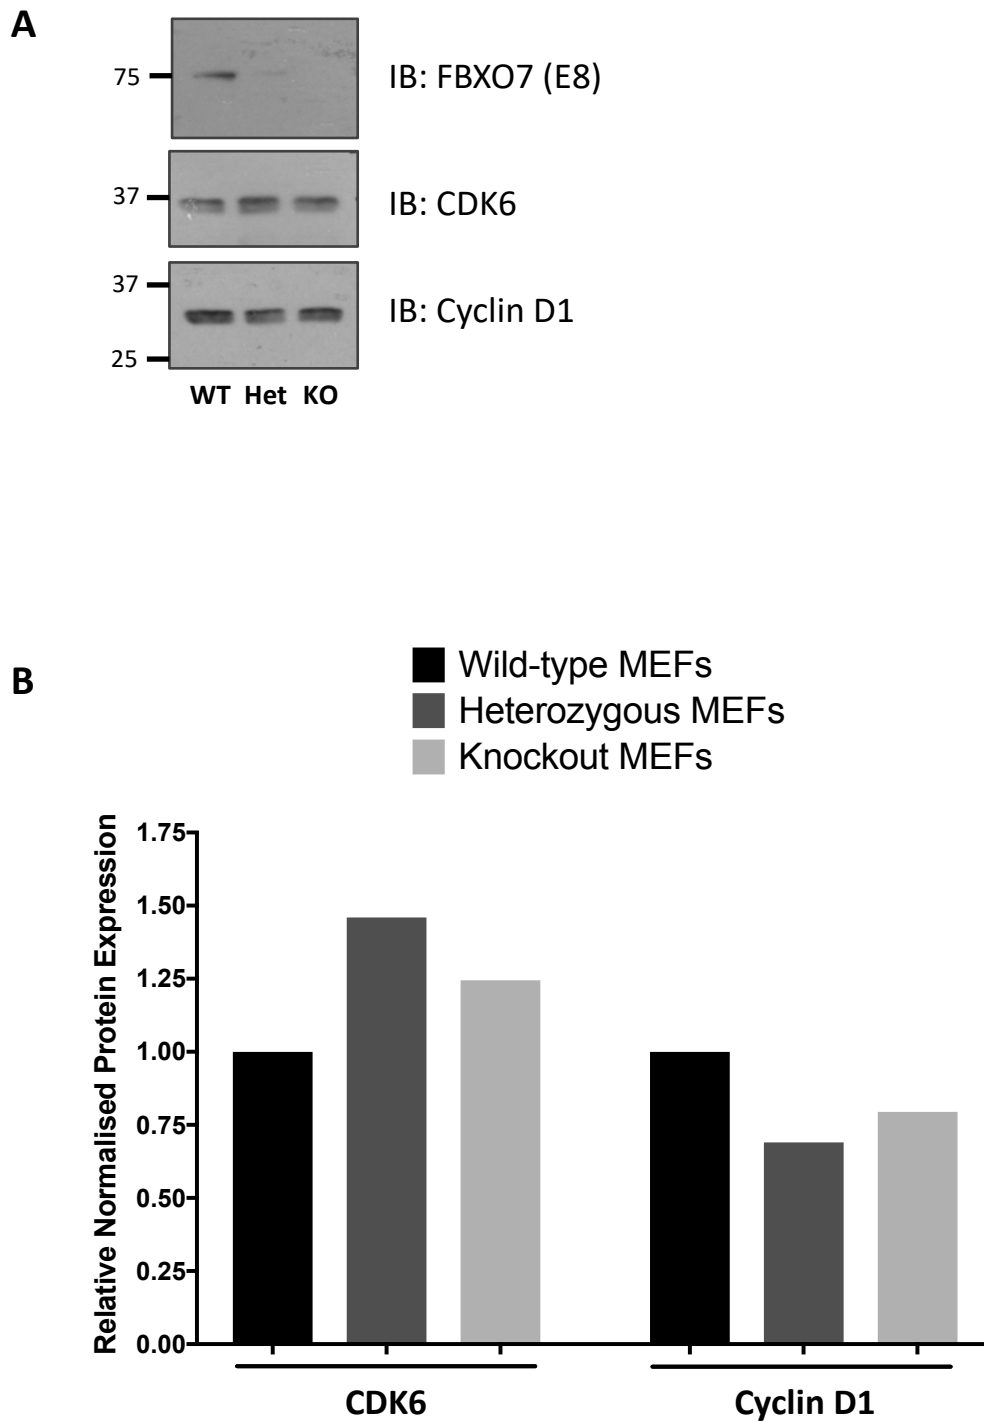 A
75
IB: FBXO7 (E8)
37
IB: CDK6
37
IB: Cyclin D1
25
WT Het KO
B
Wild-type MEFs
Heterozygous MEFs
Knockout MEFs
Relative Normalised Protein Expression
1.75
1.50
1.25
1.00
0.75
0.50
0.25
0.00
CDK6 Cyclin D1